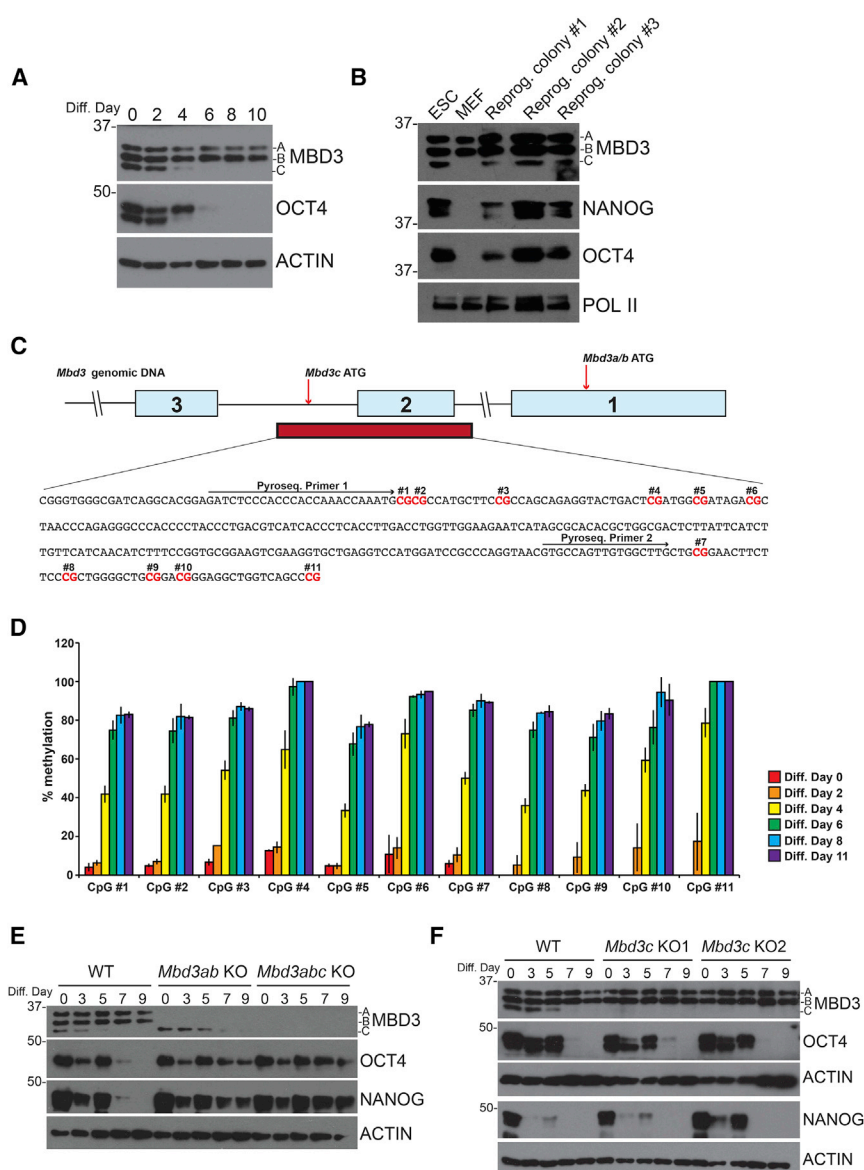 A
Diff. Day 0 2 4 6 8 10
37-
-A
-B MBD3
-C
50-
OCT4
ACTIN
B
ESC MEF Reprog. colony #1 Reprog. colony #2 Reprog. colony #3
37-
-A
-B MBD3
-C
NANOG
37-
OCT4
37-
POL II
C
Mbd3 genomic DNA
Mbd3c ATG
Mbd3a/b ATG
3 2 1
Pyroseq. Primer 1 #1 #2 #3 #4 #5 #6
CGGGTGGGCGATCAGGCACGGAGATCTCCCACCCACCAAACCAAATGCGCGCCATGCTTCCGCCAGCAGAGGTACTGACTCGATGGCGATAGACGC
TAACCCAGAGGGCCCACCCCTACCCTGACGTCATCACCCTCACCTTGACCTGGTTGGAAGAATCATAGCGCACACGCTGGCGACTCTTATTCATCT
Pyroseq. Primer 2 #7
TGTTCATCAACATCTTTCCGGTGCGGAAGTCGAAGGTGCTGAGGTCCATGGATCCGCCCAGGTAACGTGCCAGTTGTGGCTTGCTGCGGAACTTCT
#8 #9 #10 #11
TCCCGCTGGGGCTGCGGACGGGAGGCTGGTCAGCCCG
D
120
100
80
60
40
20
0
% methylation
CpG #1 CpG #2 CpG #3 CpG #4 CpG #5 CpG #6 CpG #7 CpG #8 CpG #9 CpG #10 CpG #11
Diff. Day 0
Diff. Day 2
Diff. Day 4
Diff. Day 6
Diff. Day 8
Diff. Day 11
E
WT Mbd3ab KO Mbd3abc KO
Diff. Day 0 3 5 7 9 0 3 5 7 9 0 3 5 7 9
37-
-A
-B MBD3
-C
50-
OCT4
50-
NANOG
ACTIN
F
WT Mbd3c KO1 Mbd3c KO2
Diff. Day 0 3 5 7 9 0 3 5 7 9 0 3 5 7 9
37-
-A
-B MBD3
-C
50-
OCT4
ACTIN
50-
NANOG
ACTIN